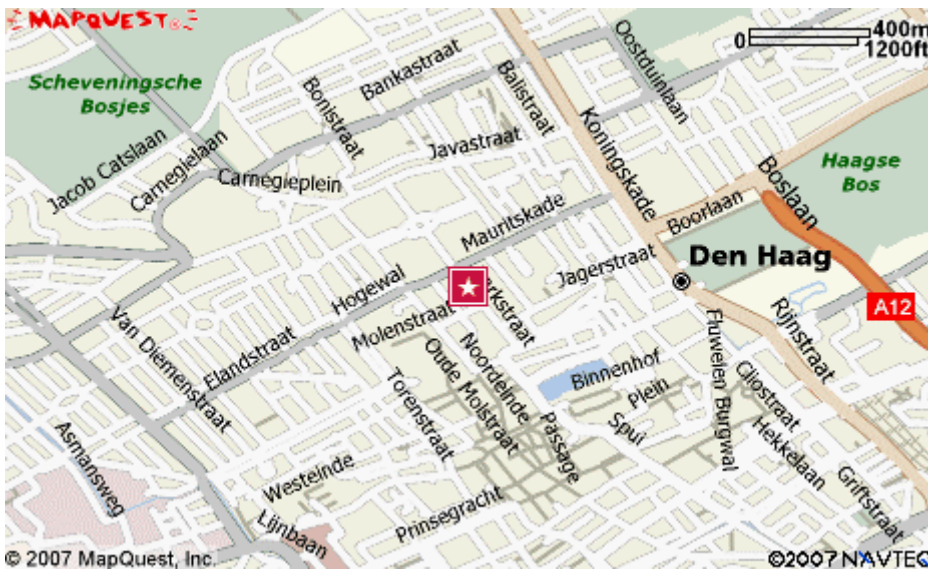 MAPQUEST®
0 400m
1200ft
Scheveningsche
Bosjes
Bankastraat
Oostduinlaan
Bonistraat
Balistraat
Koningskade
Javastraat
Haagse
Bos
Jacob Catslaan
Carnegielaan
Carnegieplein
Boslaan
Boorlaan
Mauritskade
Jagerstraat
Den Haag
A12
Hogewal
Molenstraat
rkstraat
Rijnstraat
Van Diemenstraat
Elandstraat
Oude Molstraat
Noordeinde
Binnenhof
Plein
Fluwelen Burgwal
Cliostraat
Torenstraat
Passage
Spui
Hekkelaan
Asmansweg
Westeinde
Griftstraat
Prinsegracht
Lijnbaan
© 2007 MapQuest, Inc.
©2007 NAVTEQ